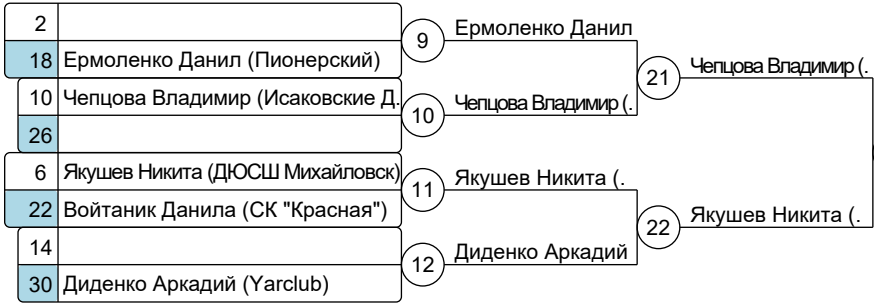 2
18 Ермоленко Данил (Пионерский)
9
Ермоленко Данил
10 Чепцова Владимир (Исаковские Д.
26
10
Чепцова Владимир (.
21
Чепцова Владимир (.
6 Якушев Никита (ДЮСШ Михайловск)
22 Войтаник Данила (СК "Красная")
11
Якушев Никита (.
14
30 Диденко Аркадий (Yarclub)
12
Диденко Аркадий
22
Якушев Никита (.